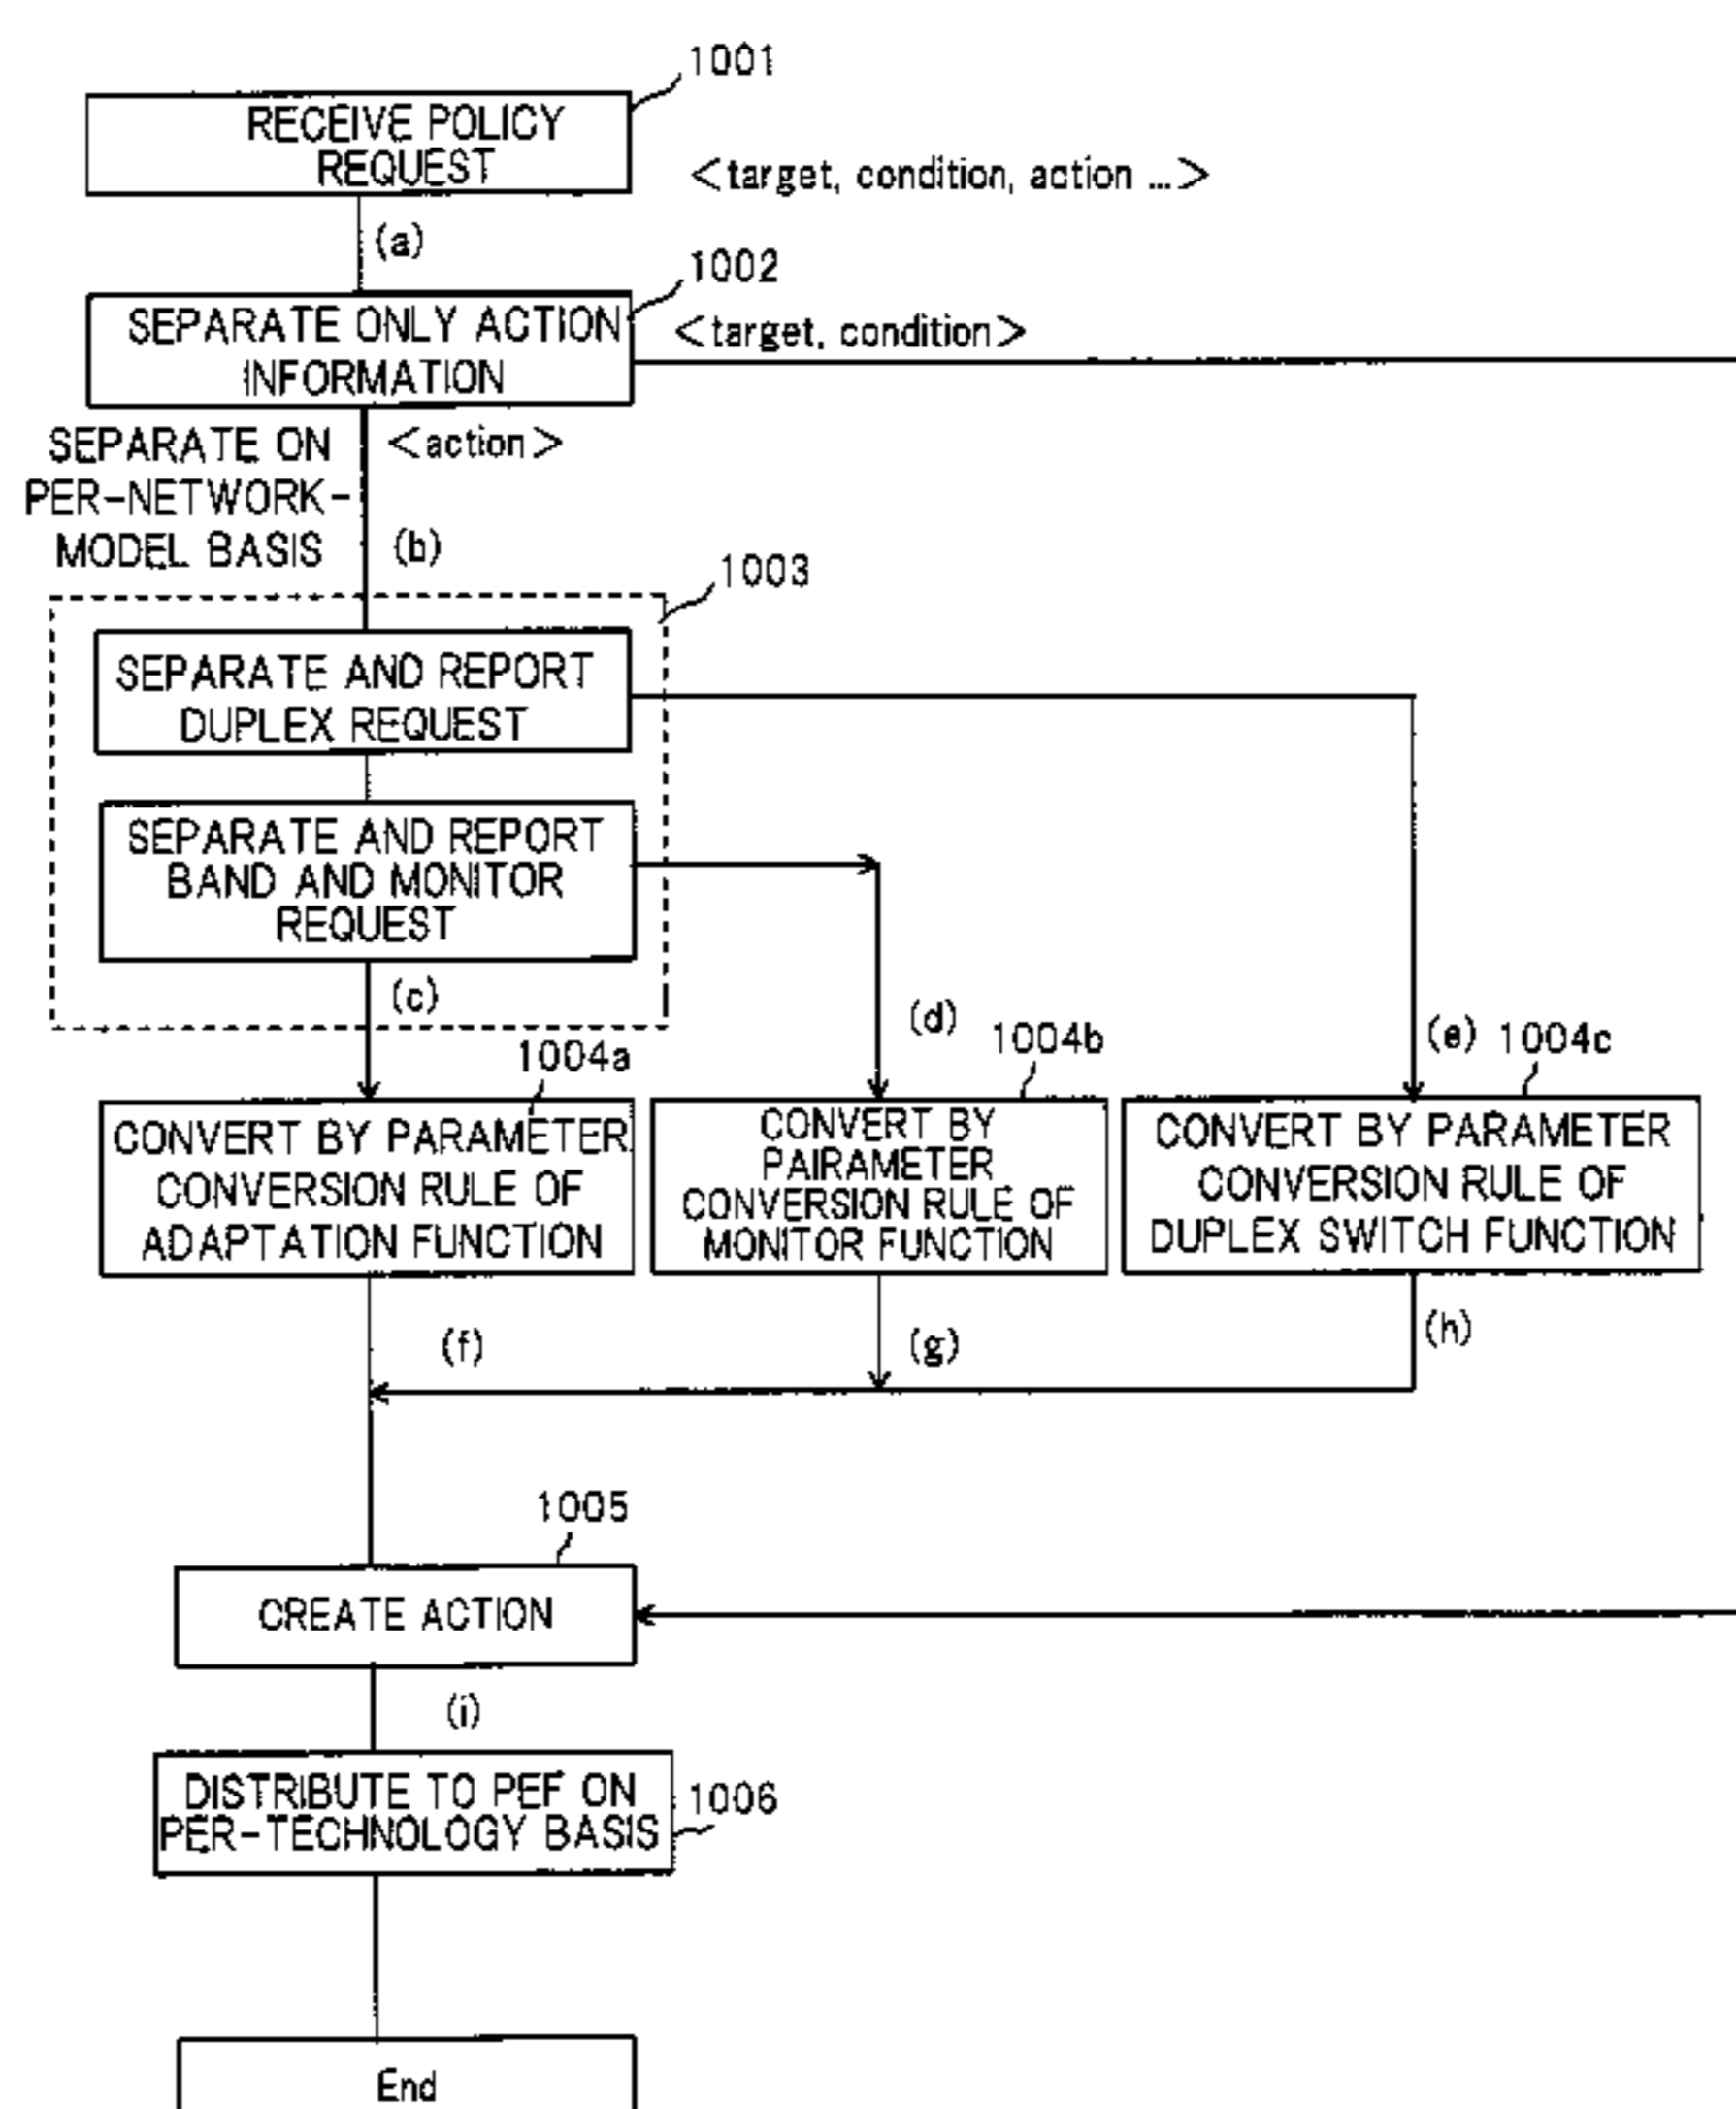 1001
RECEIVE POLICY
REQUEST
<target, condition, action ...>
(a)
1002
SEPARATE ONLY ACTION
INFORMATION
<target, condition>
SEPARATE ON
PER-NETWORK-
MODEL BASIS
<action>
(b)
1003
SEPARATE AND REPORT
DUPLEX REQUEST
SEPARATE AND REPORT
BAND AND MONITOR
REQUEST
(c)
(d)
(e)
1004a
1004b
1004c
CONVERT BY PARAMETER
CONVERSION RULE OF
ADAPTATION FUNCTION
CONVERT BY
PAIRAMETER
CONVERSION RULE OF
MONITOR FUNCTION
CONVERT BY PARAMETER
CONVERSION RULE OF
DUPLEX SWITCH FUNCTION
(f)
(g)
(h)
1005
CREATE ACTION
(i)
DISTRIBUTE TO PEF ON
PER-TECHNOLOGY BASIS
1006
End